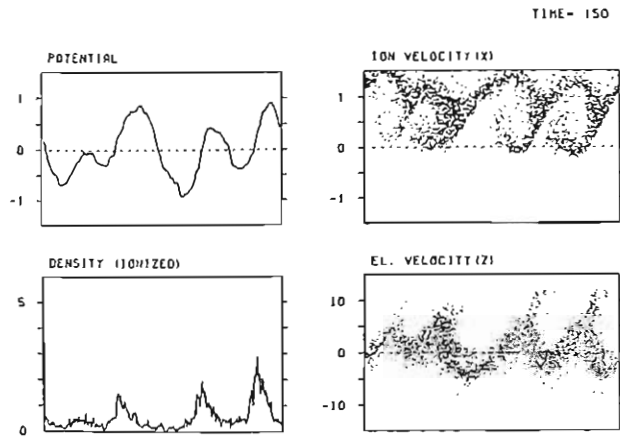 TIME- 150
POTENTIAL
1
0
-1
ION VELOCITY(X)
1
0
-1
DENSITY (IONIZED)
5
0
EL. VELOCITY(Z)
10
0
-10